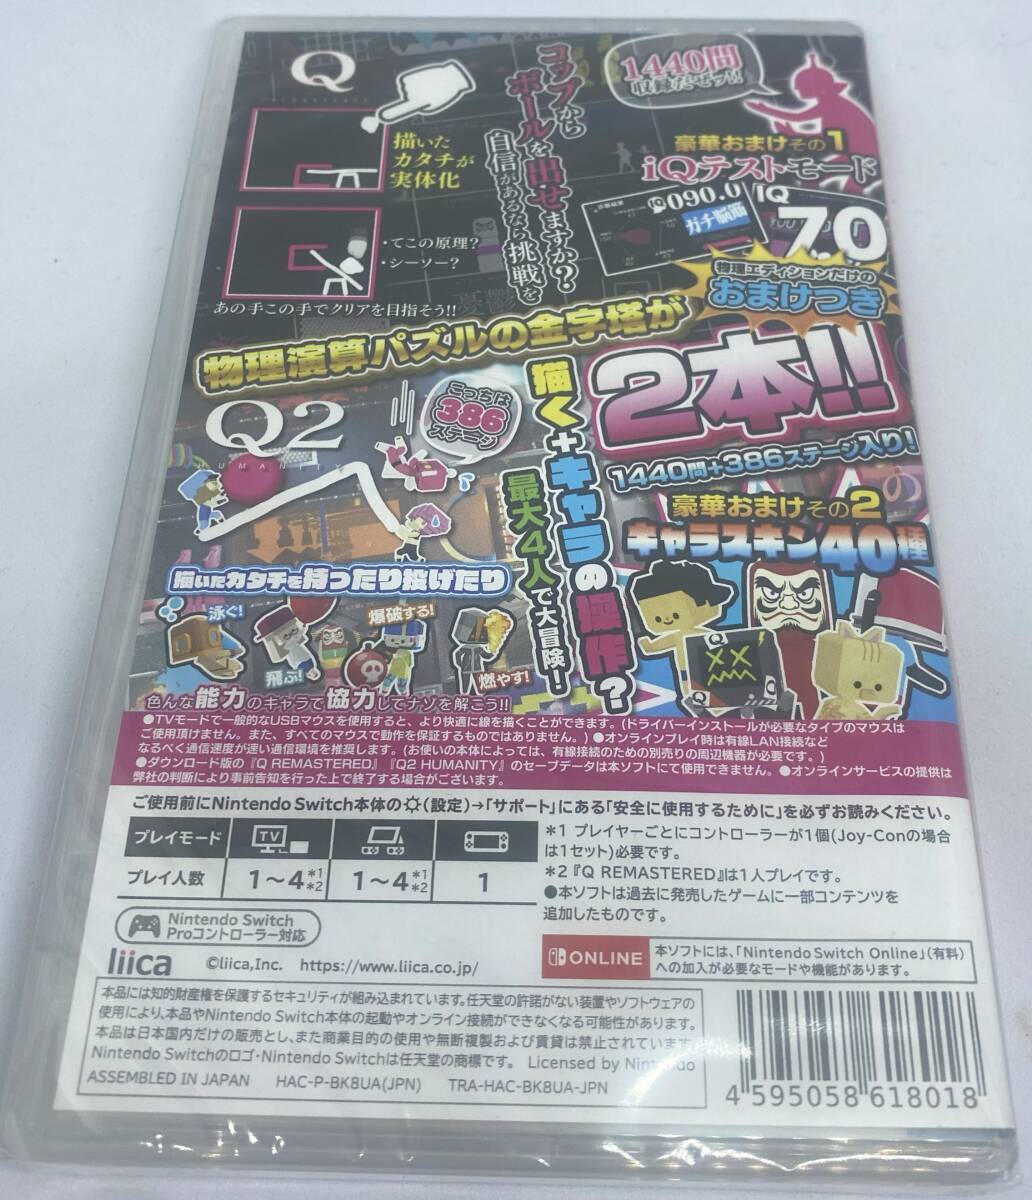 Q
REMASTERED
描いた
カタチが
実体化
・てこの原理?
・シーソー?
あの手この手でクリアを目指そう!!
コップから
ボールを出せますか?
自信があるなら挑戦を
1440問
収録だぜッ!!
豪華おまけその1
iQテストモード
IQ
090.0
ガチ脳筋
IQ
70
物理エディションだけの
おまけつき
物理演算パズルの金字塔が
2本!!
1440問+386ステージ入り!
Q2
HUMANITY
こっちは
386
ステージ
描く+キャラの操作?
最大4人で大冒険!
豪華おまけその2
キャラスキン40種
描いたカタチを持ったり投げたり
泳ぐ!
飛ぶ!
爆破する!
燃やす!
色んな能力のキャラで協力してナゾを解こう!!
●TVモードで一般的なUSBマウスを使用すると、より快適に線を描くことができます。(ドライバーインストールが必要なタイプのマウスは
ご使用頂けません。また、すべてのマウスで動作を保証するものではありません。) ●オンラインプレイ時は有線LAN接続など
なるべく通信速度が速い通信環境を推奨します。(お使いの本体によっては、有線接続のための別売りの周辺機器が必要です。)
●ダウンロード版の『Q REMASTERED』『Q2 HUMANITY』のセーブデータは本ソフトにて使用できません。●オンラインサービスの提供は
弊社の判断により事前告知を行った上で終了する場合がございます。
ご使用前にNintendo Switch本体の(設定)→「サポート」にある「安全に使用するために」を必ずお読みください。
プレイモード
TV
プレイ人数
1～4 *1 *2
1～4 *1 *2
1
*1 プレイヤーごとにコントローラーが1個(Joy-Conの場合
は1セット)必要です。
*2『Q REMASTERED』は1人プレイです。
●本ソフトは過去に発売したゲームに一部コンテンツを
追加したものです。
Nintendo Switch
Proコントローラー対応
ONLINE
本ソフトには、「Nintendo Switch Online」(有料)
への加入が必要なモードや機能があります。
liica
©liica,Inc. https://www.liica.co.jp/
本品には知的財産権を保護するセキュリティが組み込まれています。任天堂の許諾がない装置やソフトウェアの
使用により、本品やNintendo Switch本体の起動やオンライン接続ができなくなる可能性があります。
本品は日本国内だけの販売とし、また商業目的の使用や無断複製および賃貸は禁止されています。
Nintendo Switchのロゴ・Nintendo Switchは任天堂の商標です。 Licensed by Nintendo
ASSEMBLED IN JAPAN HAC-P-BK8UA(JPN) TRA-HAC-BK8UA-JPN
4 595058 618018